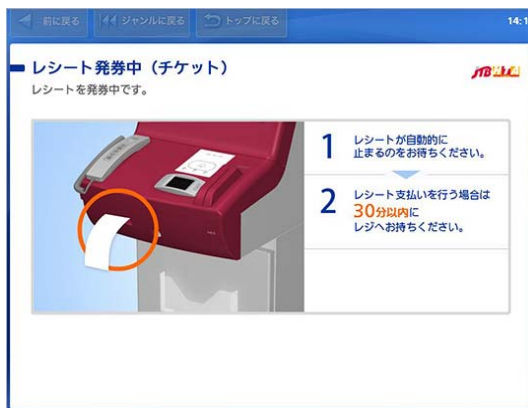 前に戻る
ジャンルに戻る
トップに戻る
14:1
レシート発券中（チケット）
レシートを発券中です。
JTB
1
レシートが自動的に
止まるのをお待ちください。
2
レシート支払いを行う場合は
30分以内に
レジへお持ちください。